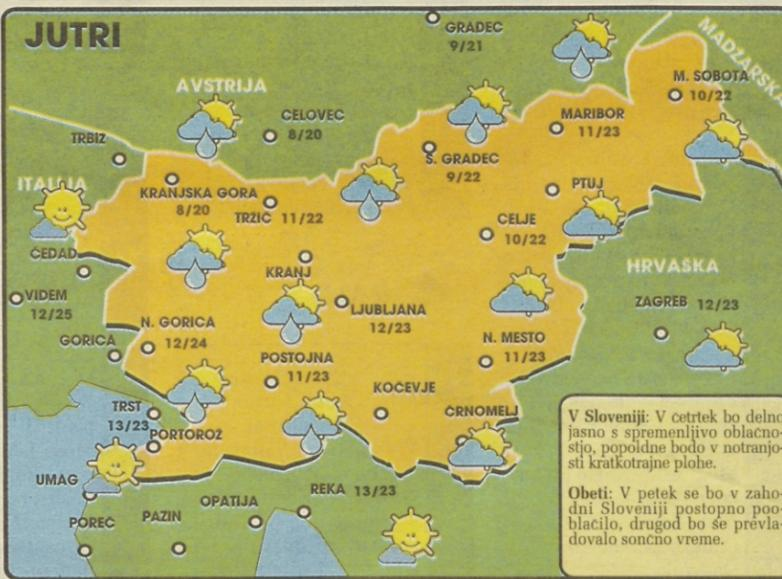 JUTRI
GRADEC
9/21
MADŽARSKA
AVSTRIJA
M. SOBOTA
10/22
CELOVEC
8/20
MARIBOR
11/23
TRBIŽ
S. GRADEC
9/22
ITALIJA
KRANJSKA GORA
8/20
TRŽIČ 11/22
PTUJ
CELJE
10/22
ČEDAD
KRANJ
HRVAŠKA
VIDEM
12/25
LJUBLJANA
12/23
ZAGREB 12/23
N. GORICA
12/24
GORICA
N. MESTO
11/23
POSTOJNA
11/23
KOČEVJE
TRST
13/23
ČRNOMELJ
PORTOROŽ
UMAG
REKA 13/23
OPATIJA
POREČ
PAZIN
V Sloveniji: V četrtek bo delno
jasno s spremenljivo oblačno-
stjo, popoldne bodo v notranjo-
sti kratkotrajne plohe.
Obeti: V petek se bo v zaho-
dni Sloveniji postopno poo-
blačilo, drugod bo še prevla-
dovalo sončno vreme.